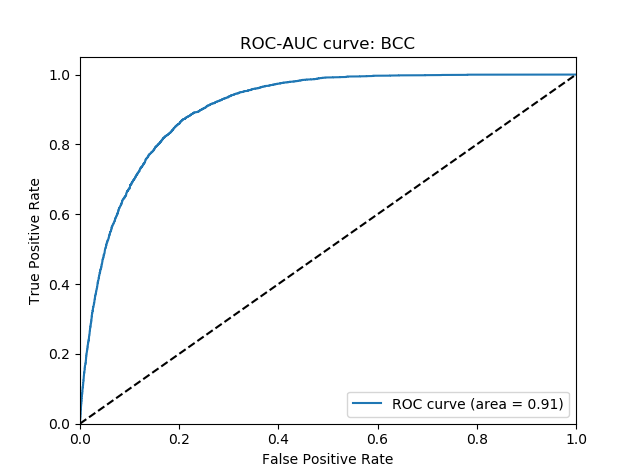 ROC-AUC curve: BCC
1.0
0.8
0.6
0.4
0.2
0.0
True Positive Rate
ROC curve (area = 0.91)
0.0 0.2 0.4 0.6 0.8 1.0
False Positive Rate